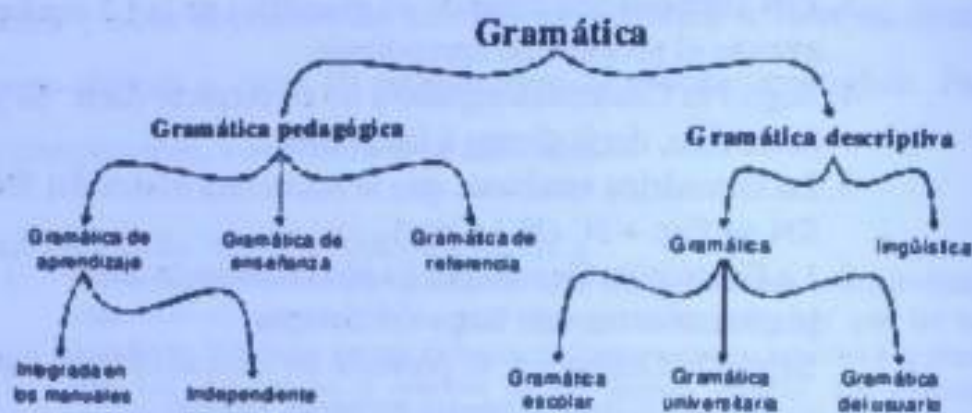 Gramática
Gramática pedagógica
Gramática descriptiva
Gramática de
aprendizaje
Gramática de
enseñanza
Gramática de
referencia
Gramática
lingüística
Integrada en
los manuales
Independiente
Gramática
escolar
Gramática
universitaria
Gramática
del usuario